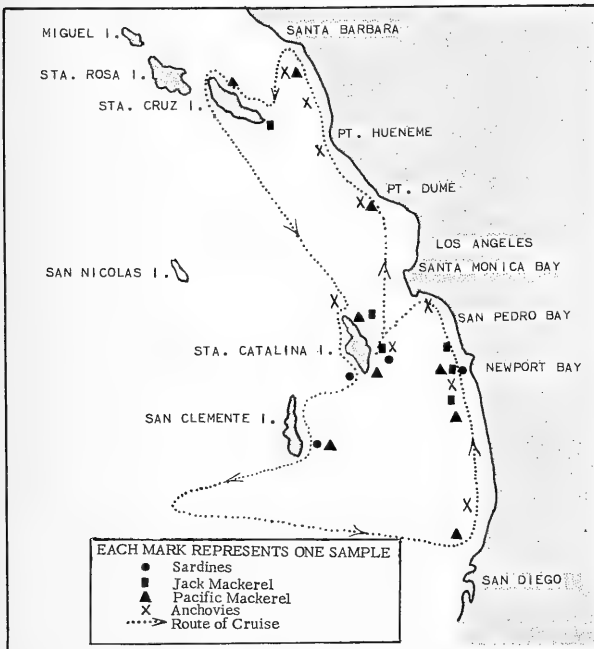 SANTA BARBARA
MIGUEL I.
STA. ROSA I.
STA. CRUZ I.
PT. HUENEME
PT. DUME
LOS ANGELES
SANTA MONICA BAY
SAN NICOLAS I.
SAN PEDRO BAY
STA. CATALINA I.
NEWPORT BAY
SAN CLEMENTE I.
EACH MARK REPRESENTS ONE SAMPLE
Sardines
Jack Mackerel
Pacific Mackerel
Anchovies
Route of Cruise
SAN DIEGO